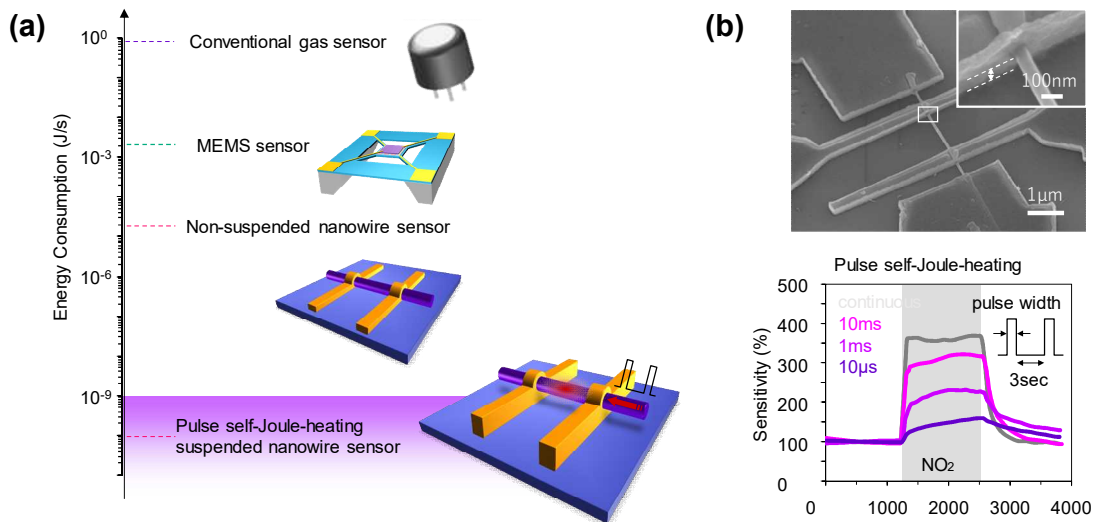 (a)
Energy Consumption (J/s)
10⁰
10⁻³
10⁻⁶
10⁻⁹
Conventional gas sensor
MEMS sensor
Non-suspended nanowire sensor
Pulse self-Joule-heating
suspended nanowire sensor
(b)
100nm
1μm
Pulse self-Joule-heating
Sensitivity (%)
500
400
300
200
100
0
continuous
10ms
1ms
10μs
pulse width
3sec
NO₂
0 1000 2000 3000 4000